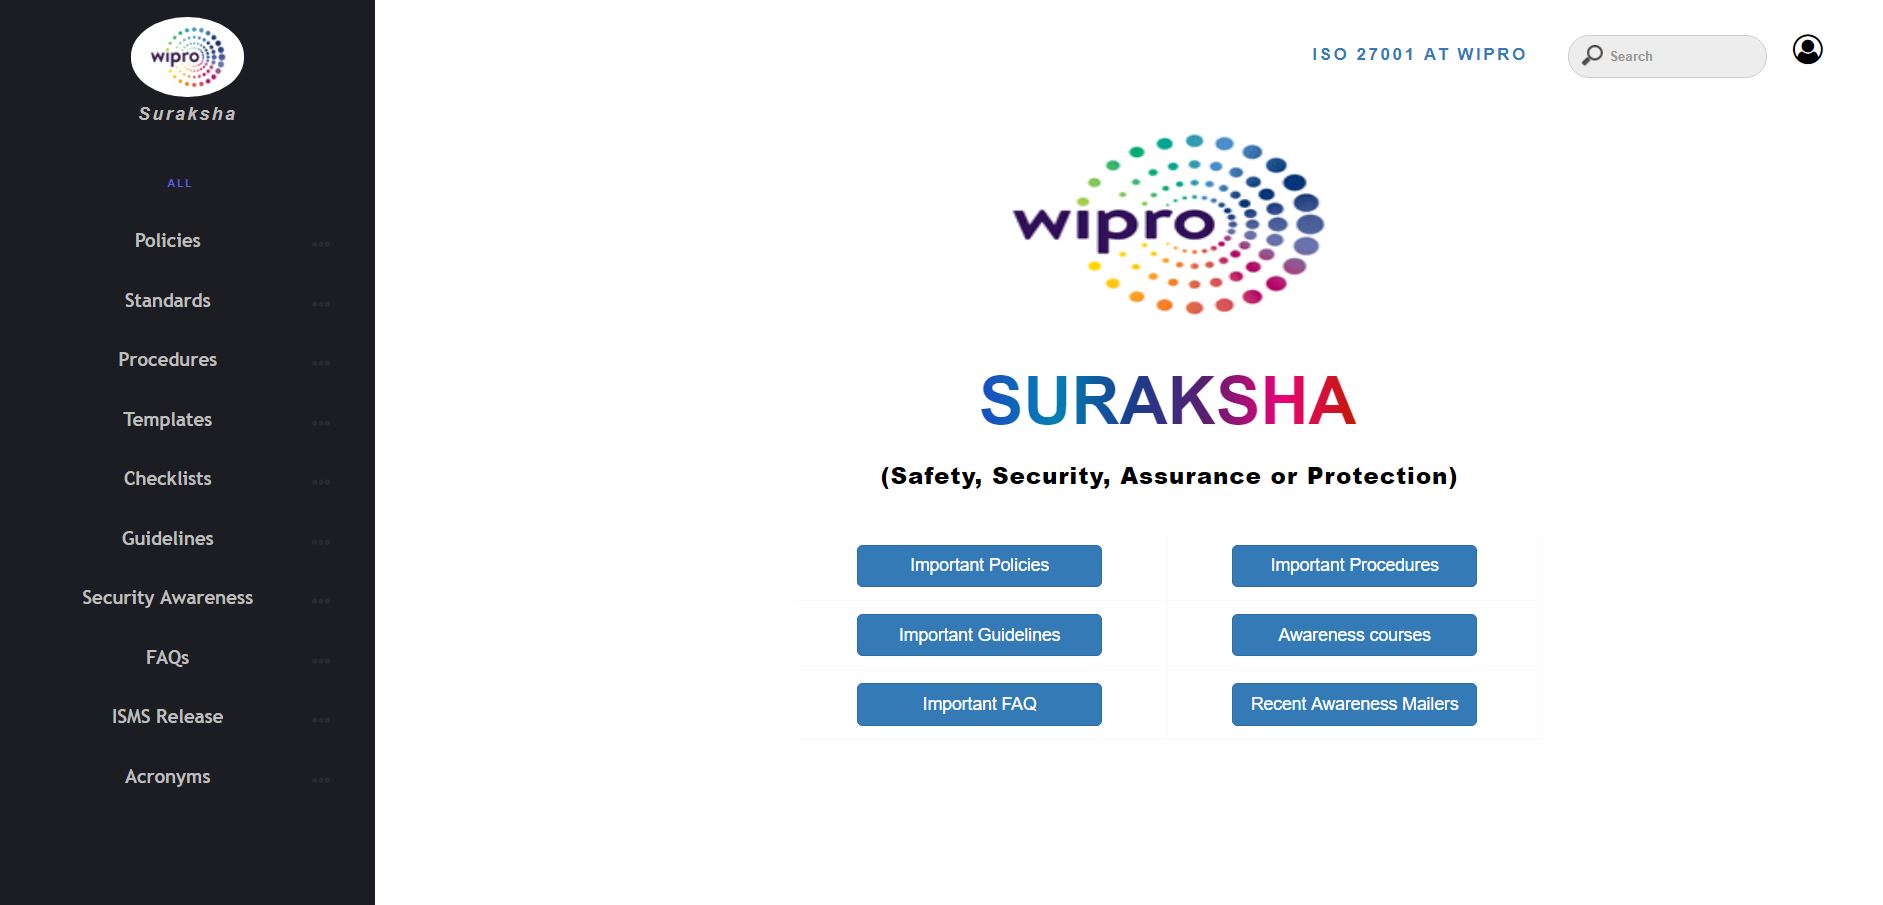 wipro
Suraksha
ALL
Policies
Standards
Procedures
Templates
Checklists
Guidelines
Security Awareness
FAQs
ISMS Release
Acronyms
ISO 27001 AT WIPRO
Search
wipro
SURAKSHA
(Safety, Security, Assurance or Protection)
Important Policies
Important Procedures
Important Guidelines
Awareness courses
Important FAQ
Recent Awareness Mailers